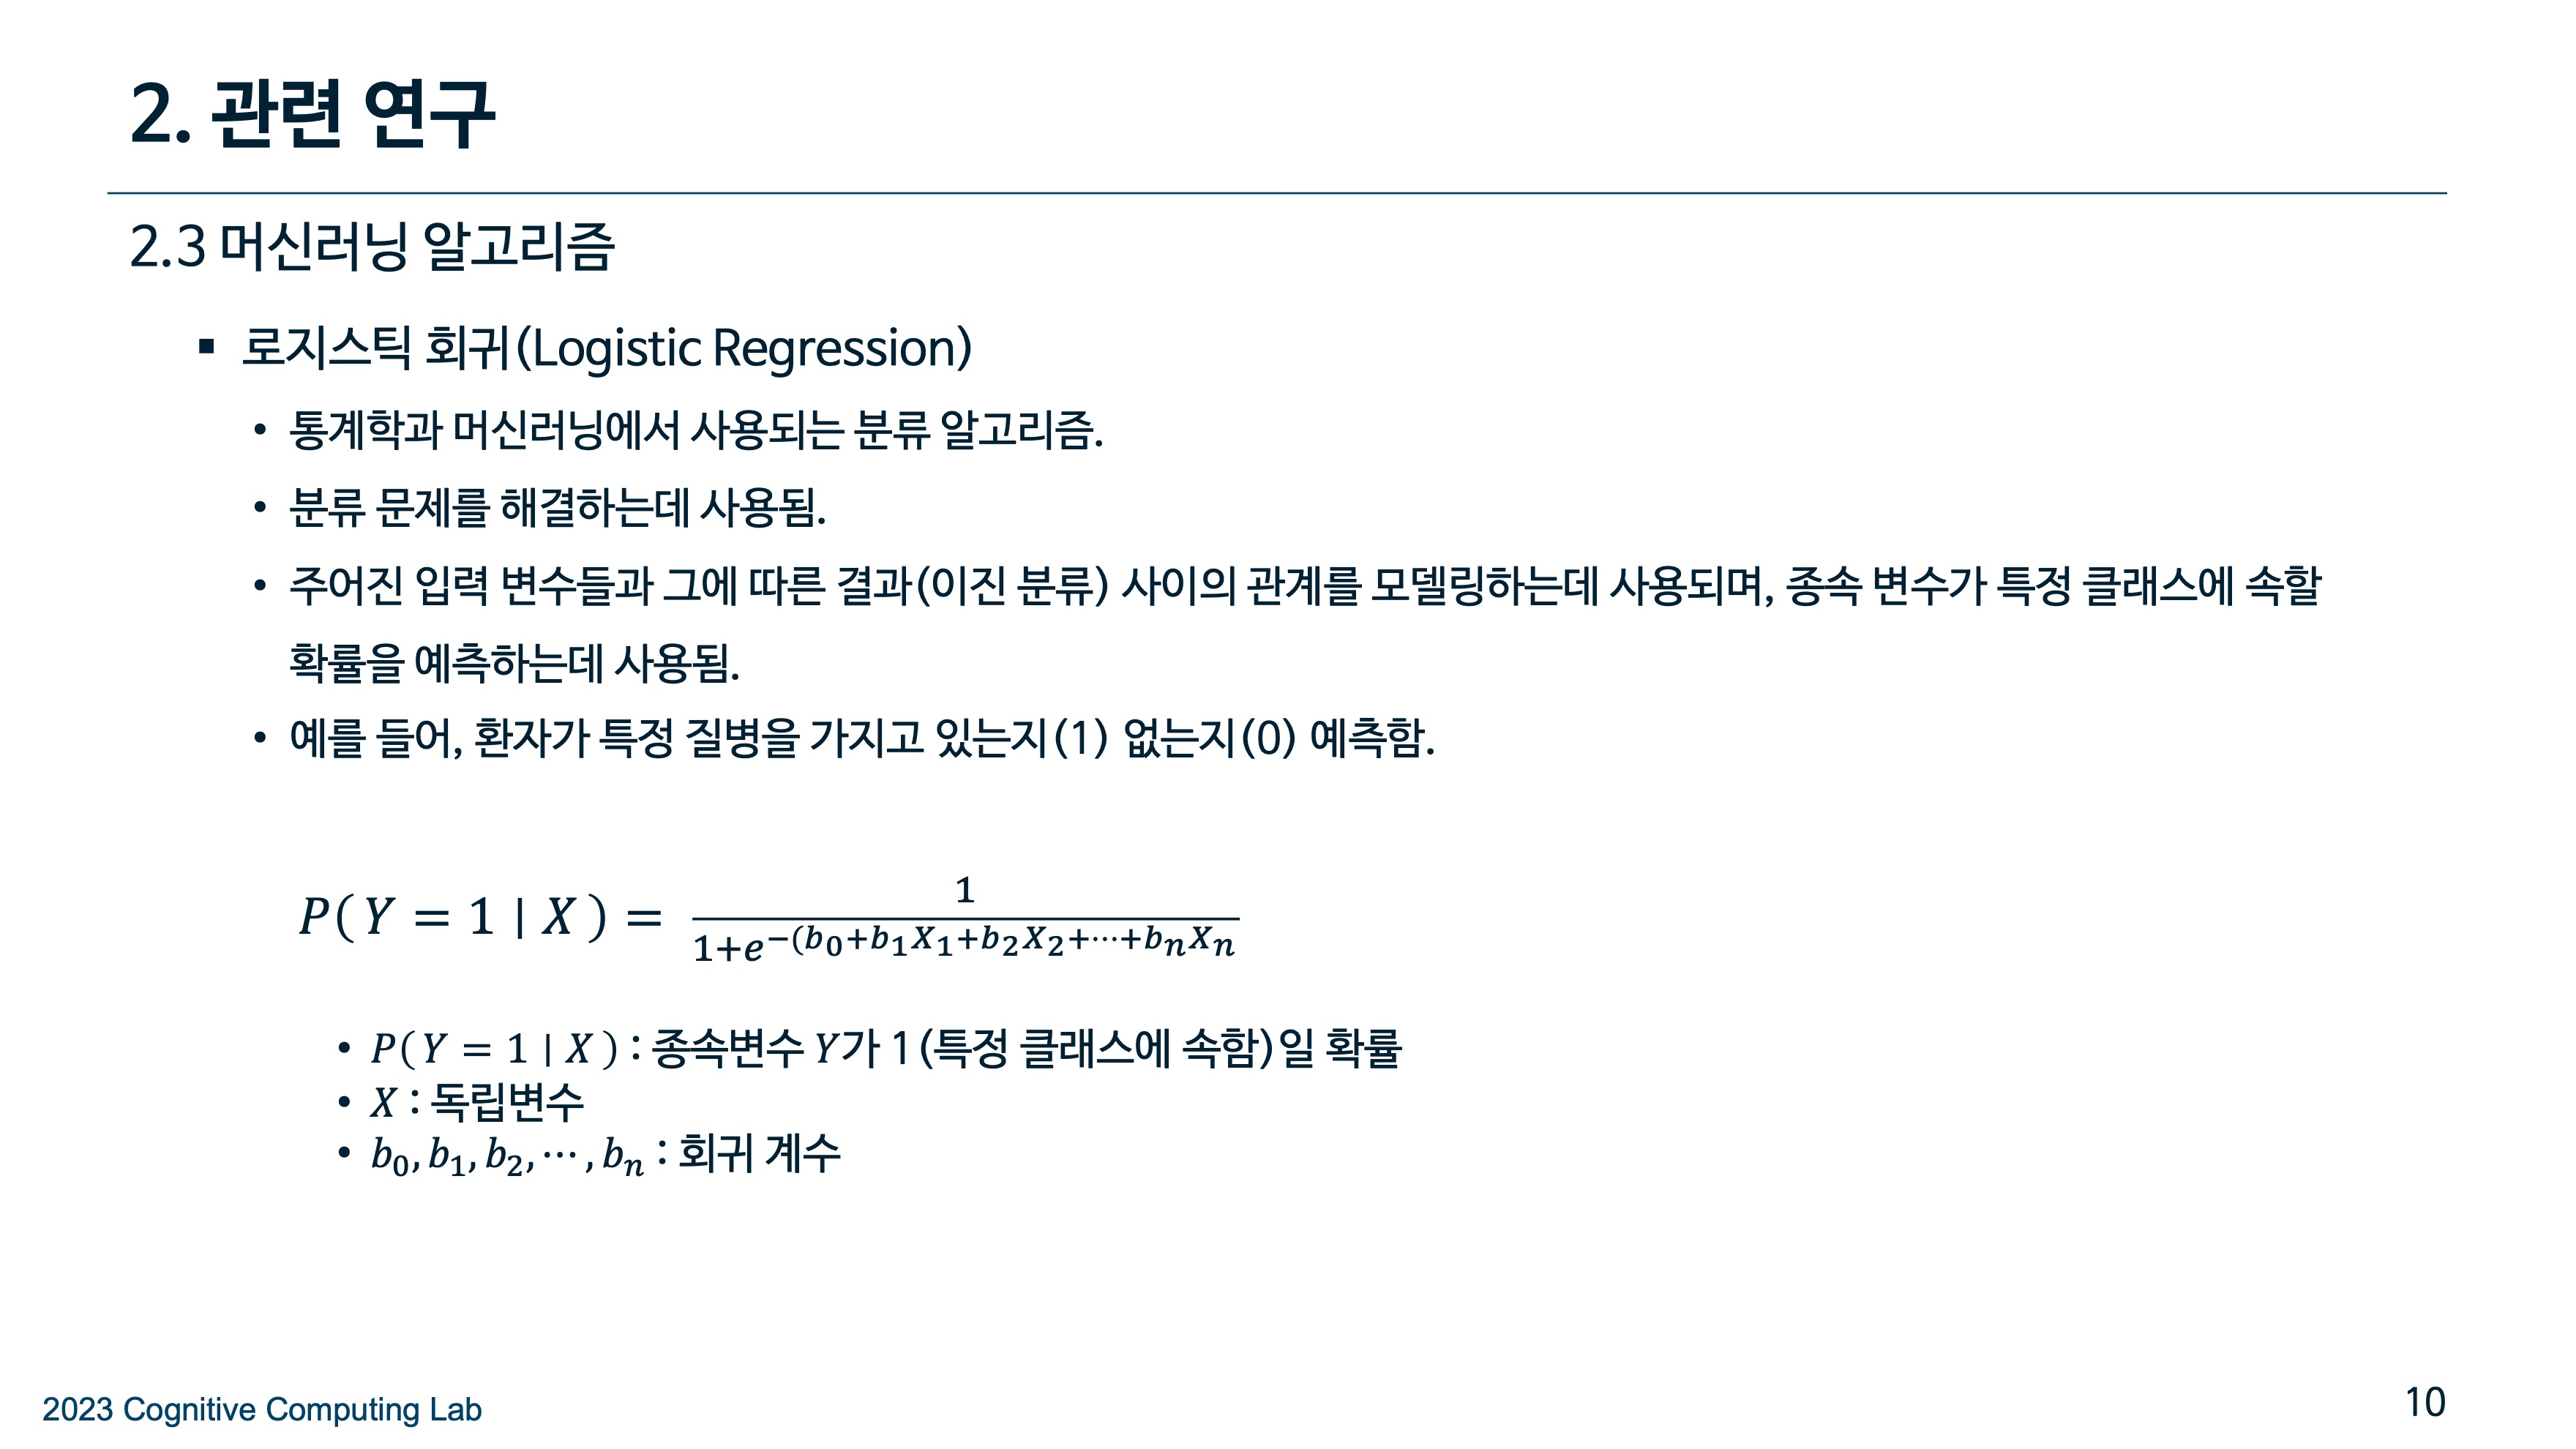 2. 관련 연구
2.3 머신러닝 알고리즘
▪ 로지스틱 회귀(Logistic Regression)
• 통계학과 머신러닝에서 사용되는 분류 알고리즘.
• 분류 문제를 해결하는데 사용됨.
• 주어진 입력 변수들과 그에 따른 결과(이진 분류) 사이의 관계를 모델링하는데 사용되며, 종속 변수가 특정 클래스에 속할
확률을 예측하는데 사용됨.
• 예를 들어, 환자가 특정 질병을 가지고 있는지(1) 없는지(0) 예측함.
P( Y = 1 | X ) = \frac{1}{1+e^{-(b_0+b_1X_1+b_2X_2+⋯+b_nX_n}}
• P( Y = 1 | X ) : 종속변수 Y가 1(특정 클래스에 속함)일 확률
• X : 독립변수
• b_0, b_1, b_2, ⋯ , b_n : 회귀 계수
2023 Cognitive Computing Lab
10